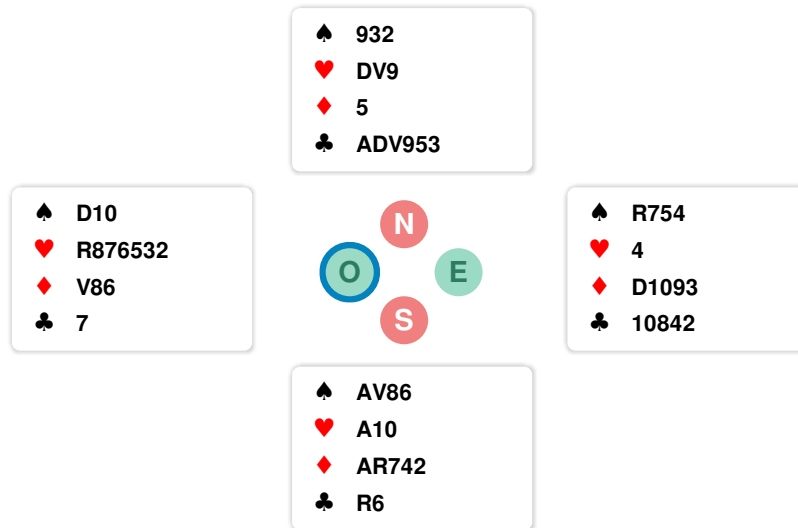 ♠ 932
♥ DV9
♦ 5
♣ ADV953
♠ D10
♥ R876532
♦ V86
♣ 7
N
O E
S
♠ R754
♥ 4
♦ D1093
♣ 10842
♠ AV86
♥ A10
♦ AR742
♣ R6